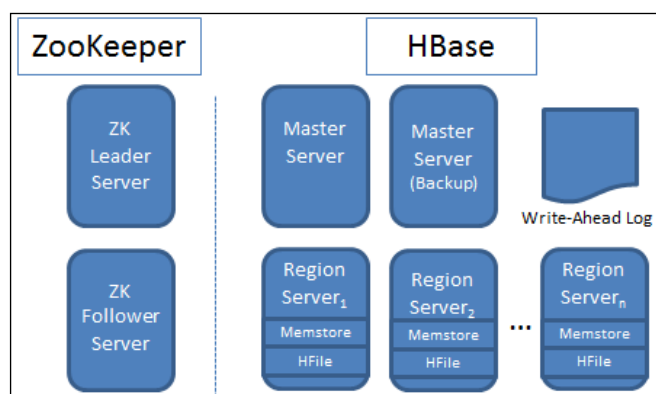 ZooKeeper
HBase
ZK
Leader
Server
Master
Server
Master
Server
(Backup)
Write-Ahead Log
ZK
Follower
Server
Region
Server₁
Memstore
HFile
Region
Server₂
Memstore
HFile
...
Region
Serverₙ
Memstore
HFile